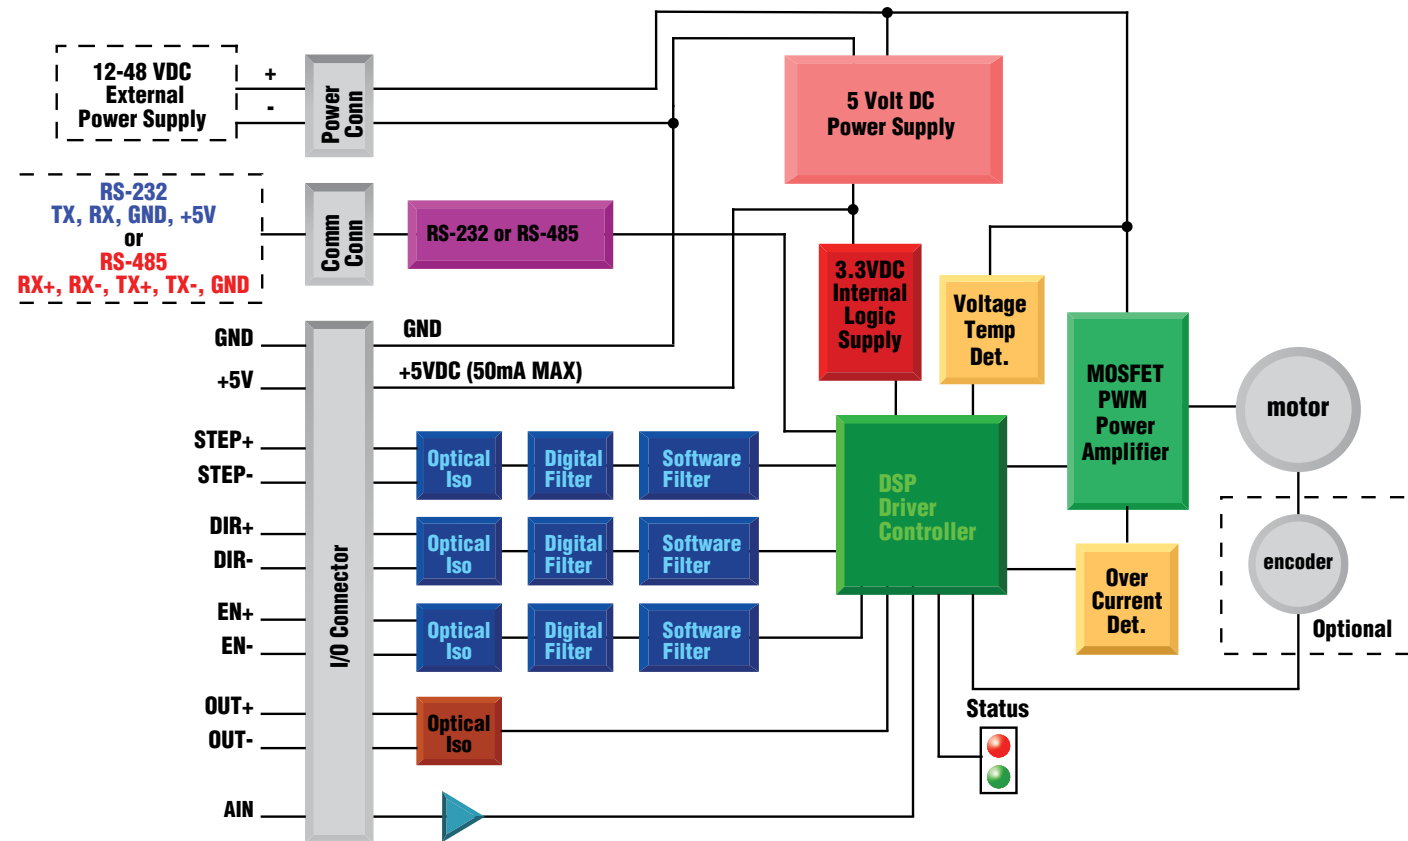 12-48 VDC
External
Power Supply
+
-
Power
Conn
5 Volt DC
Power Supply
RS-232
TX, RX, GND, +5V
or
RS-485
RX+, RX-, TX+, TX-, GND
Comm
Conn
RS-232 or RS-485
3.3VDC
Internal
Logic
Supply
Voltage
Temp
Det.
MOSFET
PWM
Power
Amplifier
motor
GND
GND
+5V
+5VDC (50mA MAX)
I/O Connector
STEP+
STEP-
Optical
Iso
Digital
Filter
Software
Filter
DSP
Driver
Controller
DIR+
DIR-
Optical
Iso
Digital
Filter
Software
Filter
encoder
Optional
Over
Current
Det.
EN+
EN-
Optical
Iso
Digital
Filter
Software
Filter
OUT+
OUT-
Optical
Iso
Status
AIN